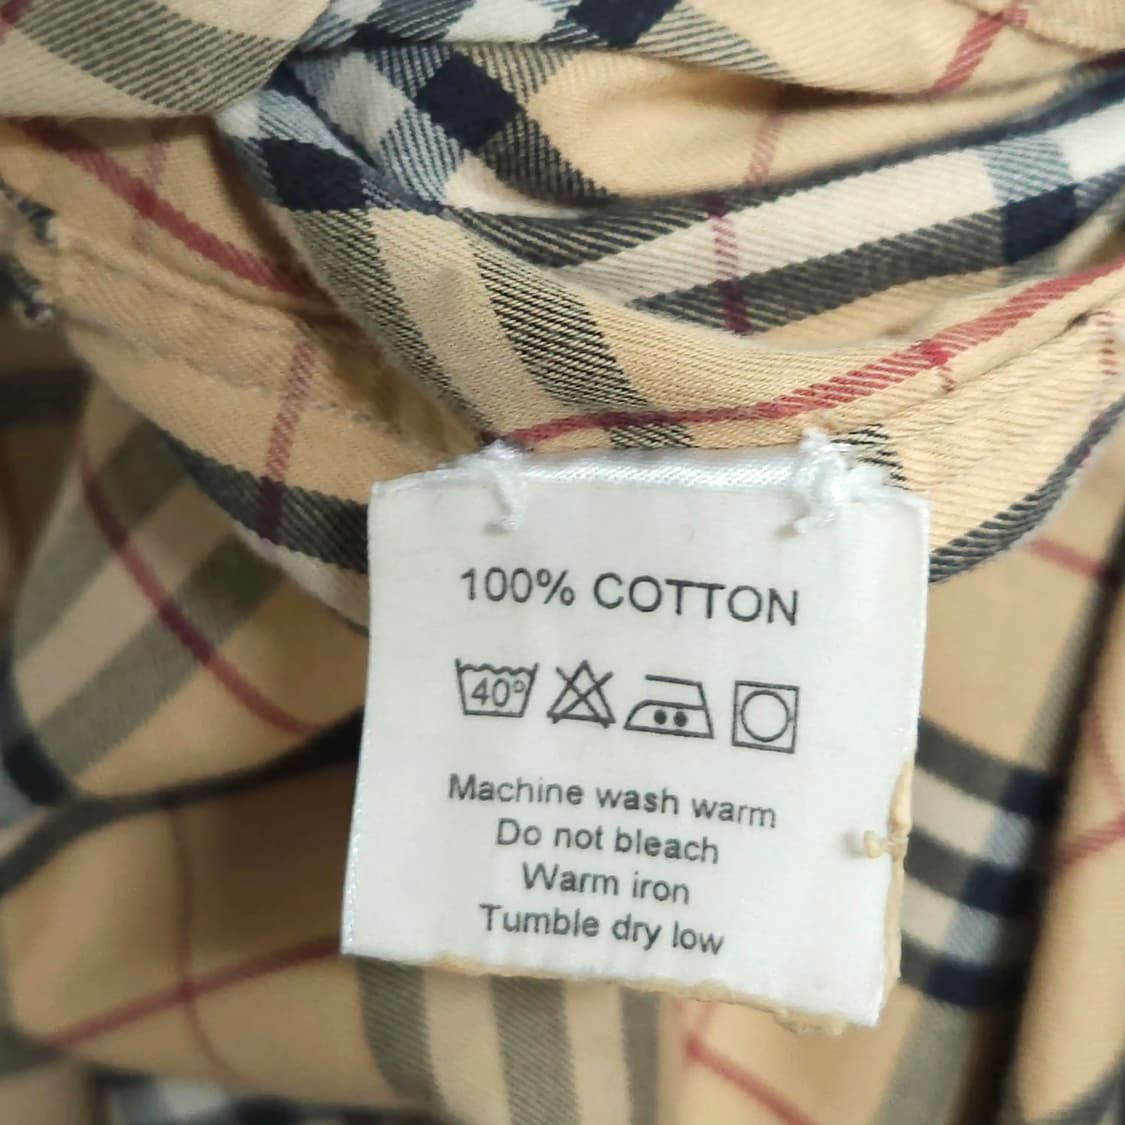 100% COTTON
40°
Machine wash warm
Do not bleach
Warm iron
Tumble dry low